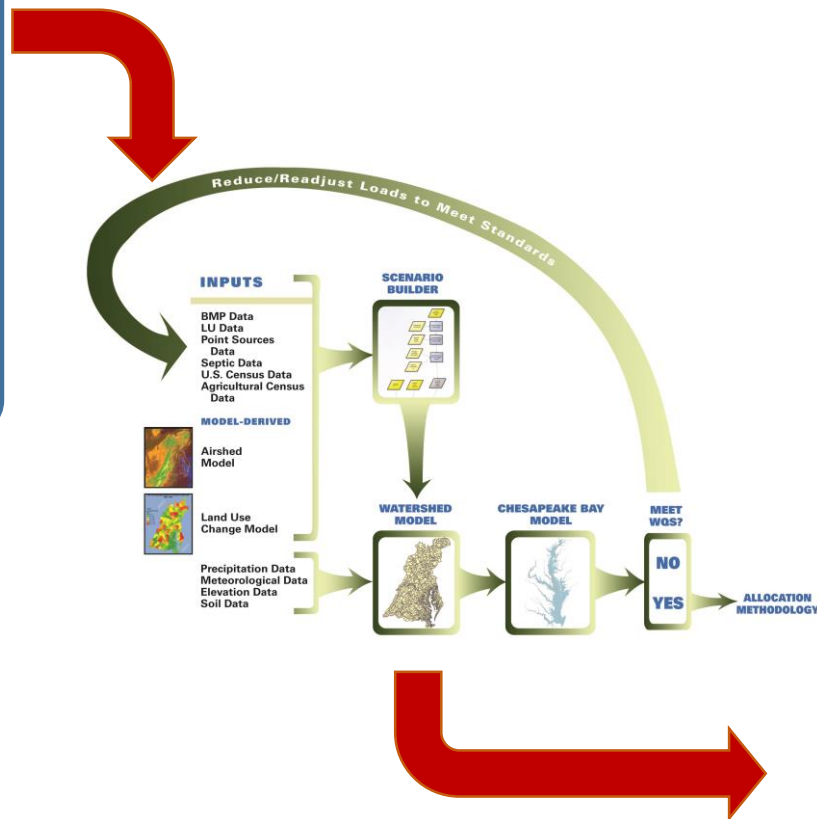 Reduce/Readjust Loads to Meet Standards
INPUTS
BMP Data
LU Data
Point Sources
Data
Septic Data
U.S. Census Data
Agricultural Census
Data
MODEL-DERIVED
Airshed
Model
Land Use
Change Model
Precipitation Data
Meteorological Data
Elevation Data
Soil Data
SCENARIO
BUILDER
WATERSHED
MODEL
CHESAPEAKE BAY
MODEL
MEET
WQS?
NO
YES
ALLOCATION
METHODOLOGY